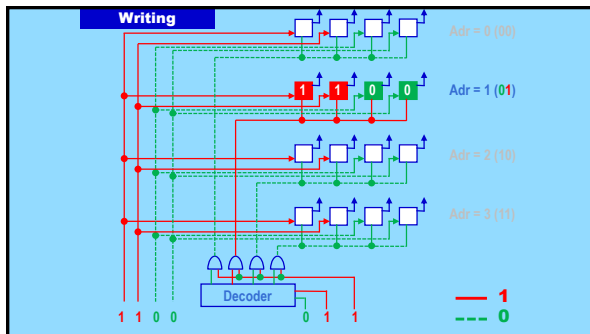 Writing
Adr = 0 (00)
1 1 0 0
Adr = 1 (01)
Adr = 2 (10)
Adr = 3 (11)
Decoder
1
0
1 1 0 0 0 1 1